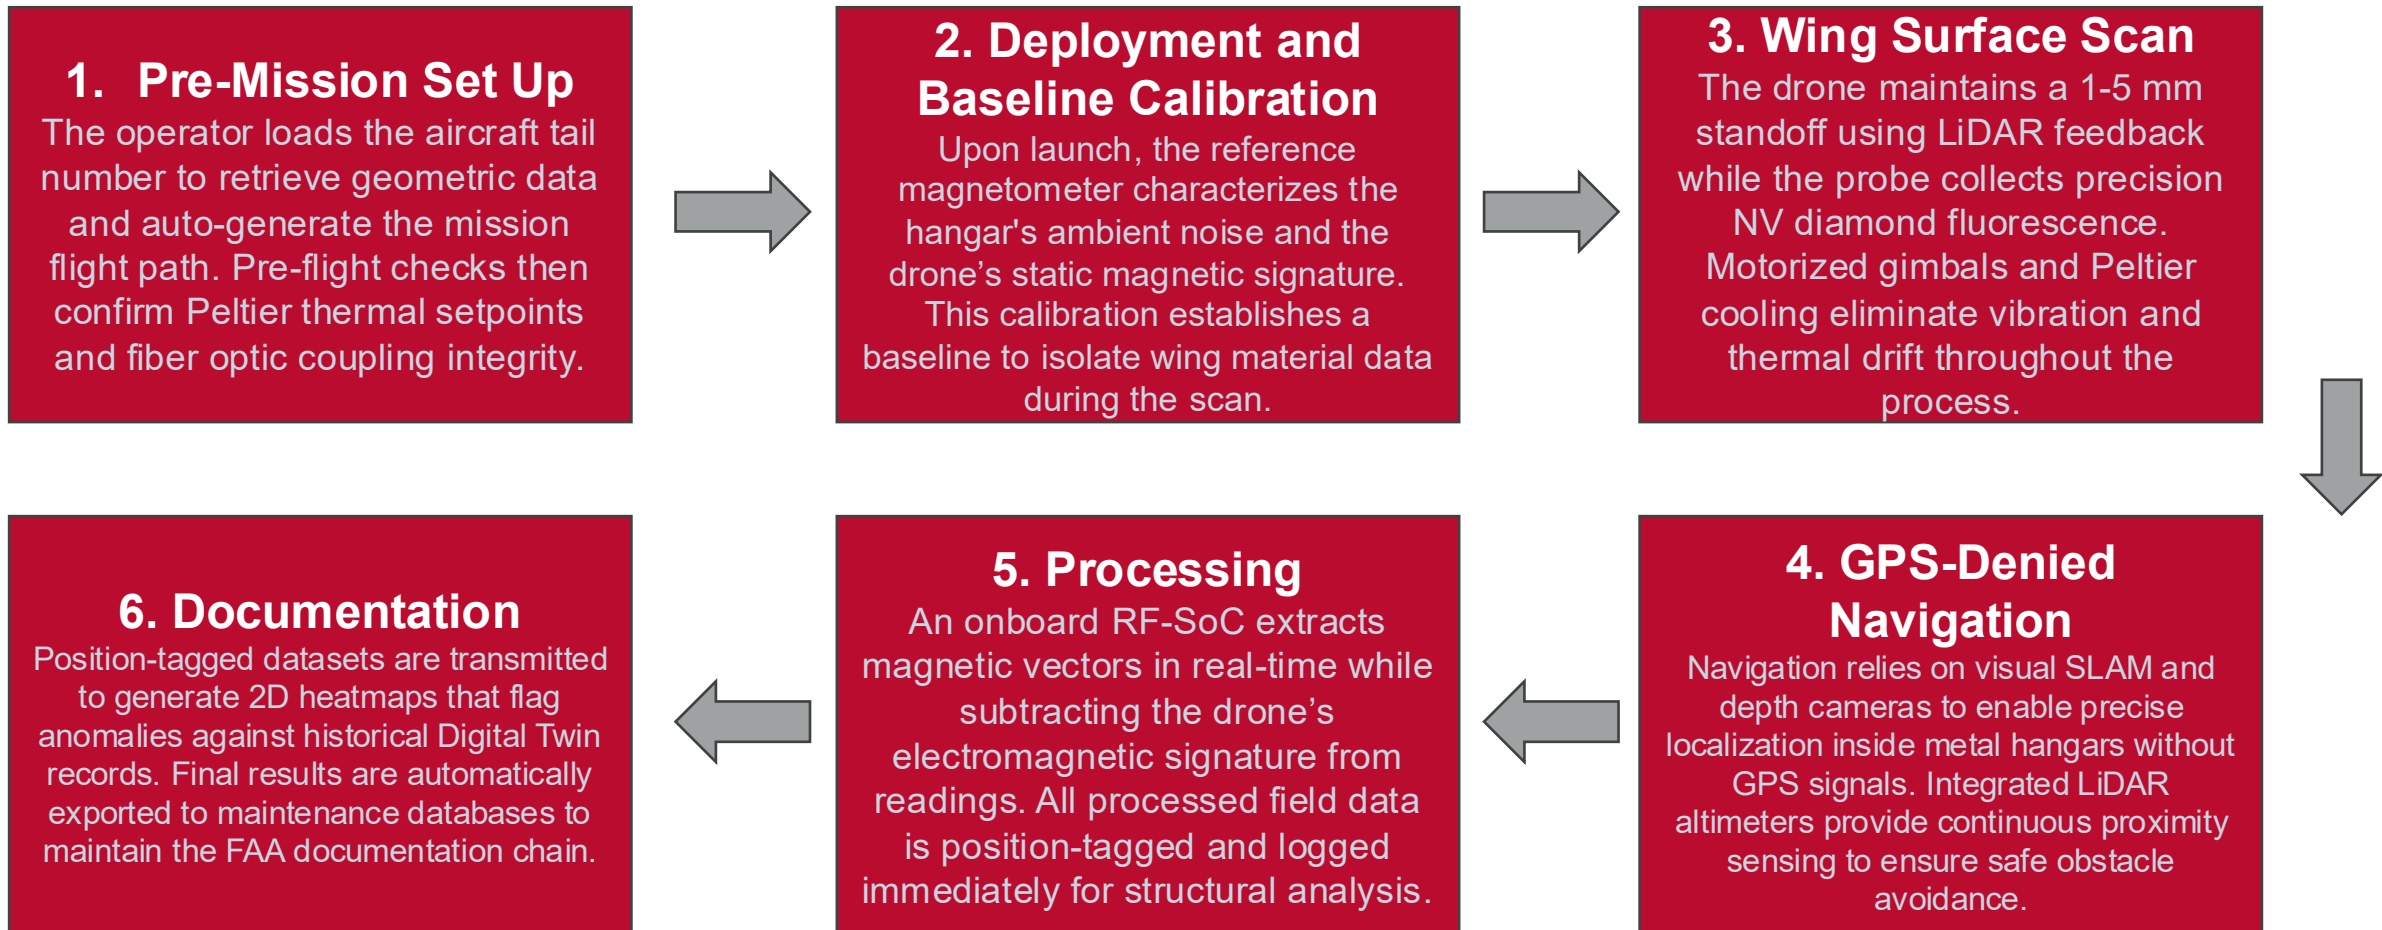 1. Pre-Mission Set Up
The operator loads the aircraft tail
number to retrieve geometric data
and auto-generate the mission
flight path. Pre-flight checks then
confirm Peltier thermal setpoints
and fiber optic coupling integrity.
2. Deployment and
Baseline Calibration
Upon launch, the reference
magnetometer characterizes the
hangar's ambient noise and the
drone’s static magnetic signature.
This calibration establishes a
baseline to isolate wing material data
during the scan.
3. Wing Surface Scan
The drone maintains a 1-5 mm
standoff using LiDAR feedback
while the probe collects precision
NV diamond fluorescence.
Motorized gimbals and Peltier
cooling eliminate vibration and
thermal drift throughout the
process.
4. GPS-Denied
Navigation
Navigation relies on visual SLAM and
depth cameras to enable precise
localization inside metal hangars without
GPS signals. Integrated LiDAR
altimeters provide continuous proximity
sensing to ensure safe obstacle
avoidance.
5. Processing
An onboard RF-SoC extracts
magnetic vectors in real-time while
subtracting the drone’s
electromagnetic signature from
readings. All processed field data
is position-tagged and logged
immediately for structural analysis.
6. Documentation
Position-tagged datasets are transmitted
to generate 2D heatmaps that flag
anomalies against historical Digital Twin
records. Final results are automatically
exported to maintenance databases to
maintain the FAA documentation chain.